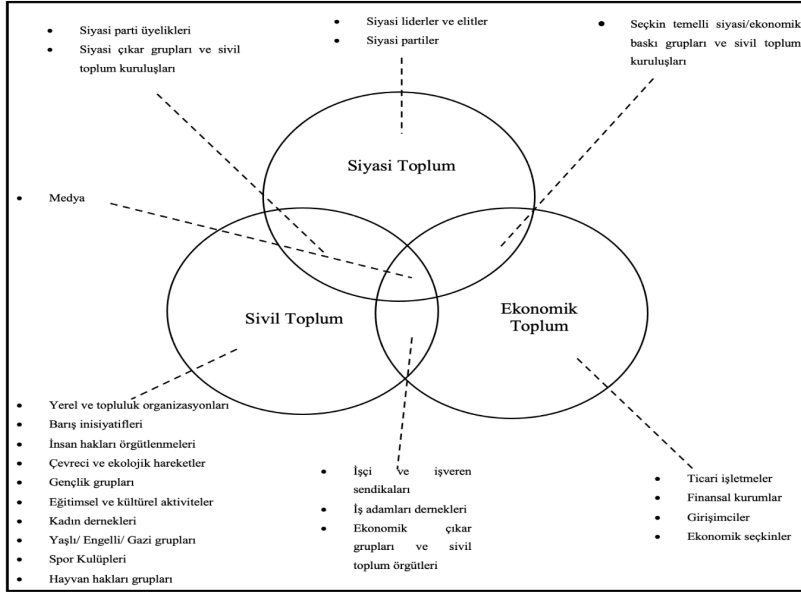 • Siyasi parti üyelikleri
• Siyasi çıkar grupları ve sivil
toplum kuruluşları
• Siyasi liderler ve elitler
• Siyasi partiler
• Seçkin temelli siyasi/ekonomik
baskı grupları ve sivil toplum
kuruluşları
Siyasi Toplum
• Medya
Sivil Toplum
Ekonomik
Toplum
• Yerel ve topluluk organizasyonları
• Barış inisiyatifleri
• İnsan hakları örgütlenmeleri
• Çevreci ve ekolojik hareketler
• Gençlik grupları
• Eğitimsel ve kültürel aktiviteler
• Kadın dernekleri
• Yaşlı/ Engelli/ Gazi grupları
• Spor Kulüpleri
• Hayvan hakları grupları
• İşçi ve işveren
sendikaları
• İş adamları dernekleri
• Ekonomik çıkar
grupları ve sivil
toplum örgütleri
• Ticari işletmeler
• Finansal kurumlar
• Girişimciler
• Ekonomik seçkinler